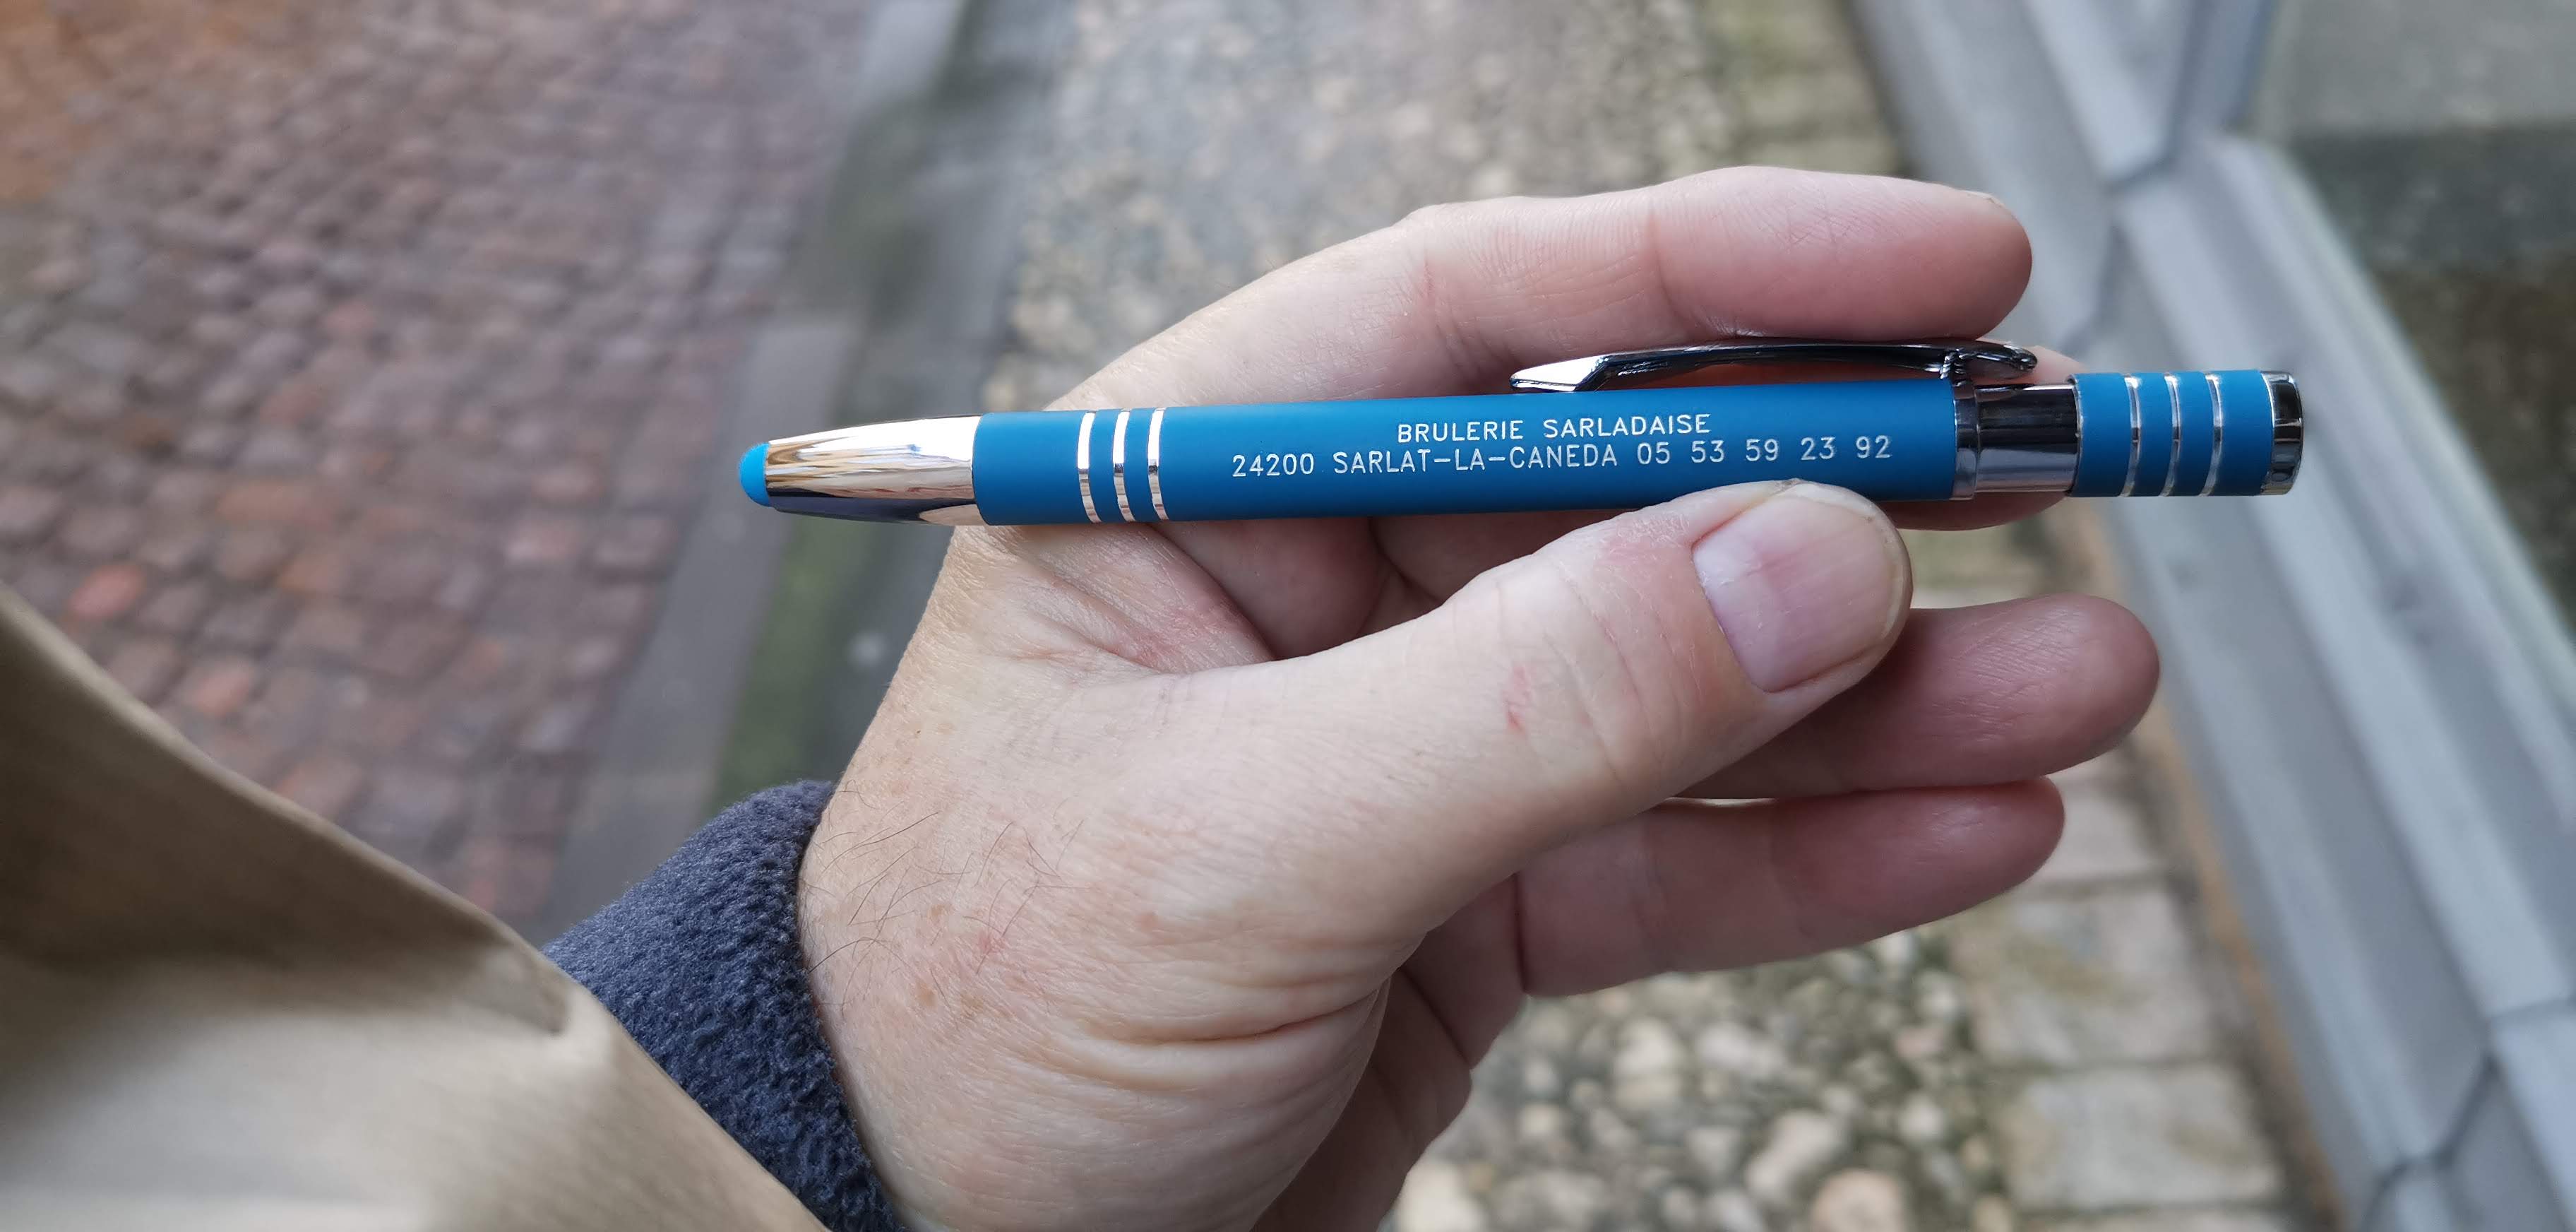 BRULERIE SARLADAISE
24200 SARLAT-LA-CANEDA 05 53 59 23 92